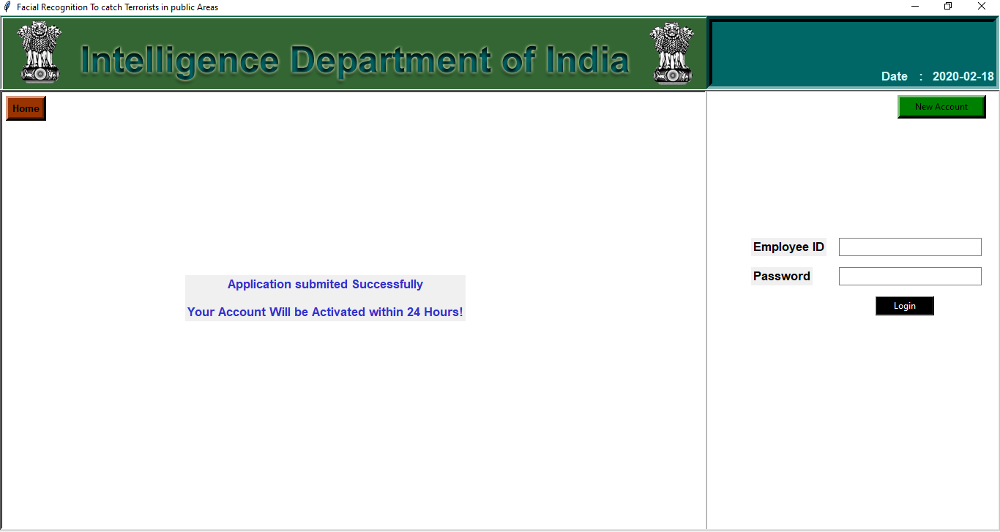 Facial Recognition To catch Terrorists in public Areas
Intelligence Department of India
Date : 2020-02-18
Home
New Account
Employee ID
Password
Login
Application submited Successfully
Your Account Will be Activated within 24 Hours!